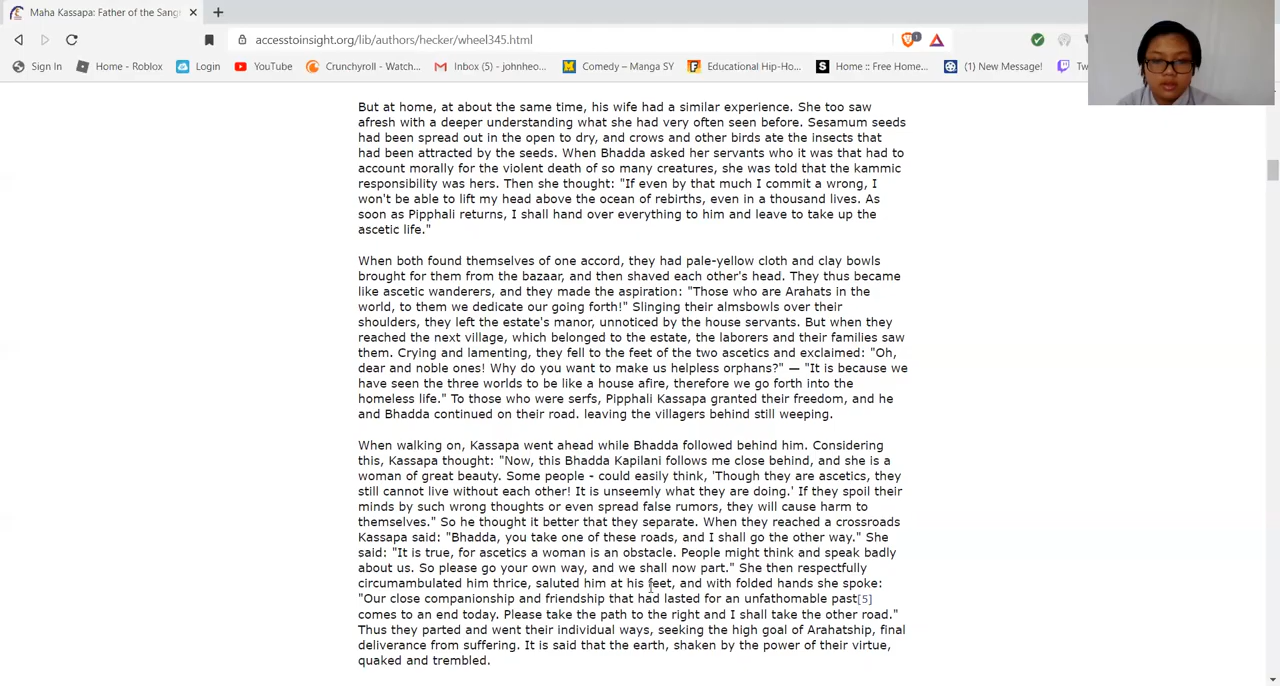 Maha Kassapa: Father of the Sang
accesstoinsight.org/lib/authors/hecker/wheel345.html
1
Sign In
Home - Roblox
Login
YouTube
Crunchyroll - Watch...
Inbox (5) - johnheo...
Comedy – Manga SY
Educational Hip-Ho...
Home :: Free Home...
(1) New Message!
Tw
But at home, at about the same time, his wife had a similar experience. She too saw
afresh with a deeper understanding what she had very often seen before. Sesamum seeds
had been spread out in the open to dry, and crows and other birds ate the insects that
had been attracted by the seeds. When Bhadda asked her servants who it was that had to
account morally for the violent death of so many creatures, she was told that the kammic
responsibility was hers. Then she thought: "If even by that much I commit a wrong, I
won't be able to lift my head above the ocean of rebirths, even in a thousand lives. As
soon as Pipphali returns, I shall hand over everything to him and leave to take up the
ascetic life."
When both found themselves of one accord, they had pale-yellow cloth and clay bowls
brought for them from the bazaar, and then shaved each other's head. They thus became
like ascetic wanderers, and they made the aspiration: "Those who are Arahats in the
world, to them we dedicate our going forth!" Slinging their almsbowls over their
shoulders, they left the estate's manor, unnoticed by the house servants. But when they
reached the next village, which belonged to the estate, the laborers and their families saw
them. Crying and lamenting, they fell to the feet of the two ascetics and exclaimed: "Oh,
dear and noble ones! Why do you want to make us helpless orphans?" — "It is because we
have seen the three worlds to be like a house afire, therefore we go forth into the
homeless life." To those who were serfs, Pipphali Kassapa granted their freedom, and he
and Bhadda continued on their road. leaving the villagers behind still weeping.
When walking on, Kassapa went ahead while Bhadda followed behind him. Considering
this, Kassapa thought: "Now, this Bhadda Kapilani follows me close behind, and she is a
woman of great beauty. Some people - could easily think, 'Though they are ascetics, they
still cannot live without each other! It is unseemly what they are doing.' If they spoil their
minds by such wrong thoughts or even spread false rumors, they will cause harm to
themselves." So he thought it better that they separate. When they reached a crossroads
Kassapa said: "Bhadda, you take one of these roads, and I shall go the other way." She
said: "It is true, for ascetics a woman is an obstacle. People might think and speak badly
about us. So please go your own way, and we shall now part." She then respectfully
circumambulated him thrice, saluted him at his feet, and with folded hands she spoke:
"Our close companionship and friendship that had lasted for an unfathomable past[5]
comes to an end today. Please take the path to the right and I shall take the other road."
Thus they parted and went their individual ways, seeking the high goal of Arahatship, final
deliverance from suffering. It is said that the earth, shaken by the power of their virtue,
quaked and trembled.